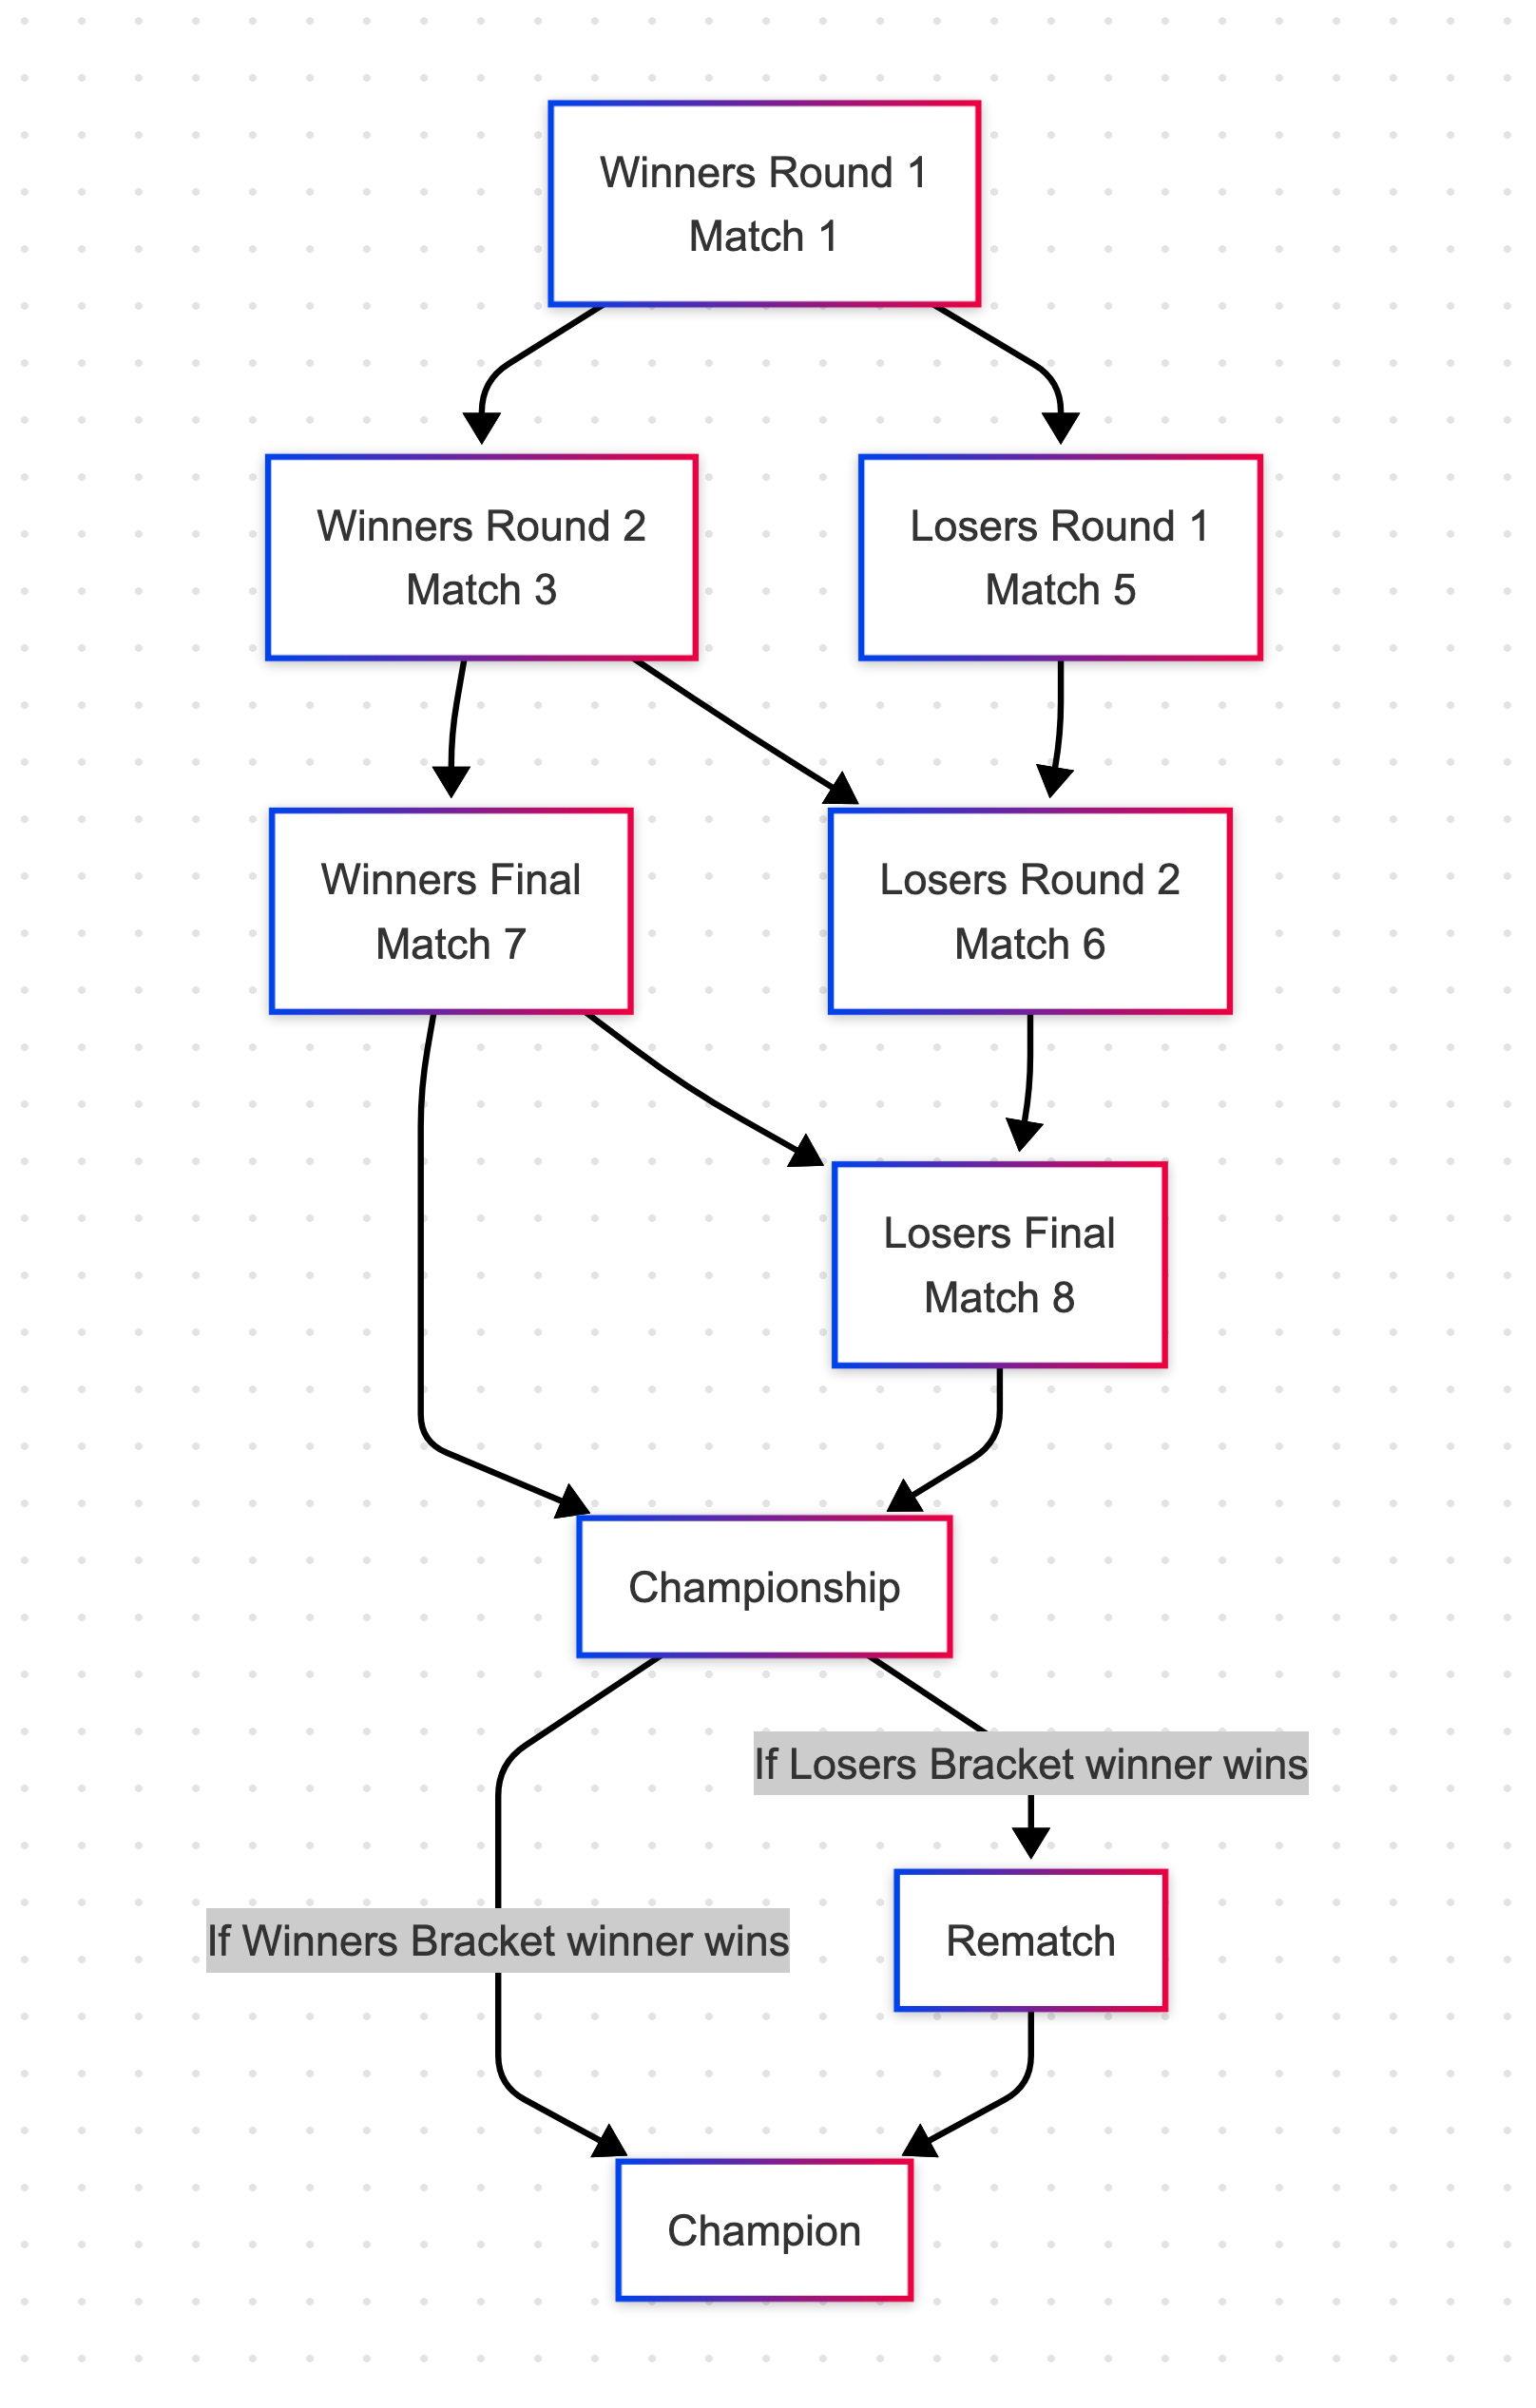 Winners Round 1
Match 1
Winners Round 2
Match 3
Losers Round 1
Match 5
Winners Final
Match 7
Losers Round 2
Match 6
Losers Final
Match 8
Championship
If Losers Bracket winner wins
If Winners Bracket winner wins
Rematch
Champion